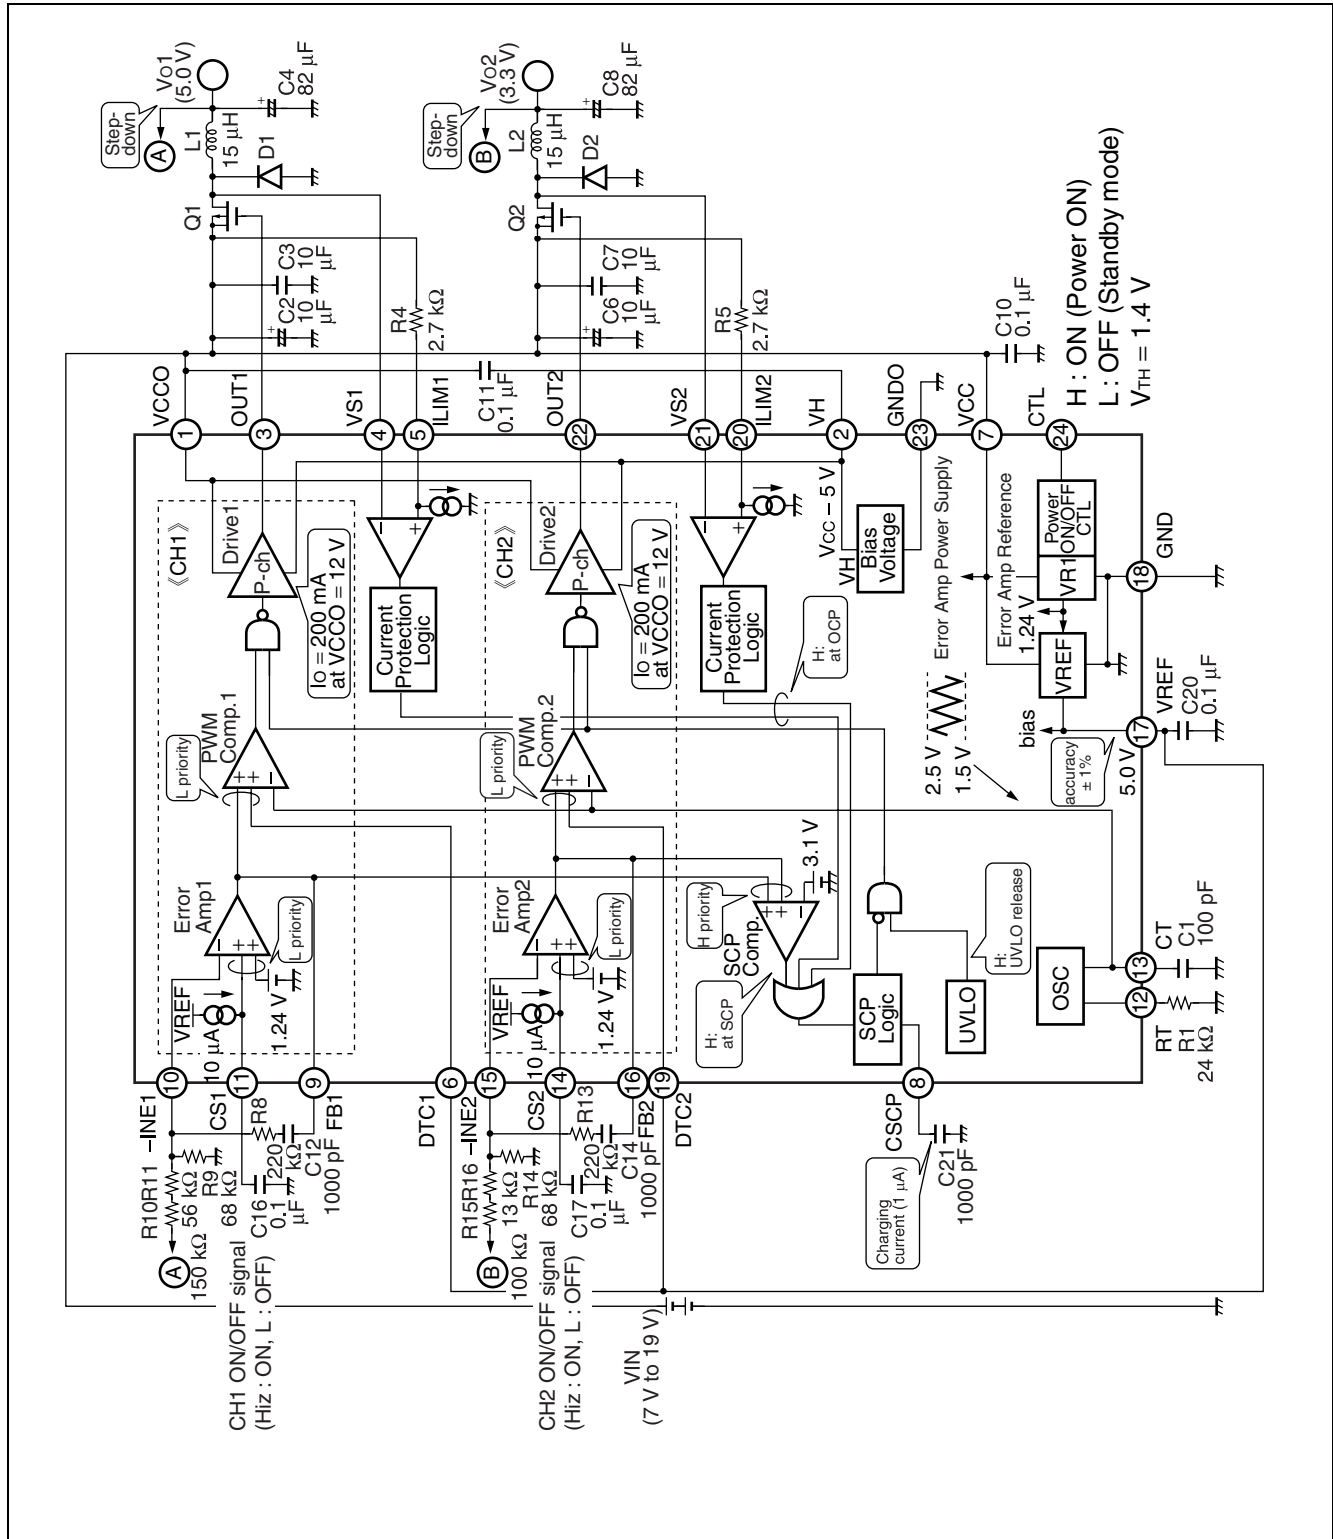 A
Step-
down
VO1
(5.0 V)
L1
15 μH
C4
82 μF
D1
Q1
C2
10
μF
C3
10
μF
R4
2.7 kΩ
B
Step-
down
VO2
(3.3 V)
L2
15 μH
C8
82 μF
D2
Q2
C6
10
μF
C7
10
μF
R5
2.7 kΩ
C11
0.1 μF
C10
0.1 μF
H : ON (Power ON)
L : OFF (Standby mode)
VTH = 1.4 V
VCCO
1
OUT1
3
VS1
4
ILIM1
5
OUT2
22
VS2
21
ILIM2
20
VH
2
GNDO
23
VCC
7
CTL
24
《CH1》
Drive1
P-ch
IO = 200 mA
at VCCO = 12 V
−
+
Current
Protection
Logic
PWM
Comp.1
+
+
−
L priority
Error
Amp1
−
+
+
L priority
VREF
10 μA
1.24 V
《CH2》
Drive2
P-ch
IO = 200 mA
at VCCO = 12 V
−
+
Current
Protection
Logic
H:
at OCP
PWM
Comp.2
+
+
−
L priority
Error
Amp2
−
+
+
L priority
VREF
10 μA
1.24 V
VCC − 5 V
VH
Bias
Voltage
Error Amp Power Supply
Error Amp Reference
1.24 V
Power
ON/OFF
CTL
VR1
VREF
18
GND
2.5 V
1.5 V
bias
accuracy
± 1%
5.0 V
17
VREF
C20
0.1 μF
H priority
SCP
Comp.
+
+
−
3.1 V
H:
at SCP
SCP
Logic
UVLO
H:
UVLO release
OSC
13
CT
C1
100 pF
12
RT
R1
24 kΩ
10
−INE1
11
CS1
9
FB1
6
DTC1
15
−INE2
14
CS2
16
FB2
19
DTC2
8
CSCP
A
R10
R11
150 kΩ
56 kΩ
R9
68 kΩ
R8
220
kΩ
C12
1000 pF
C16
0.1
μF
CH1 ON/OFF signal
(Hiz : ON, L : OFF)
B
R15
R16
100 kΩ
13 kΩ
R14
68 kΩ
R13
220
kΩ
C14
1000 pF
C17
0.1
μF
CH2 ON/OFF signal
(Hiz : ON, L : OFF)
VIN
(7 V to 19 V)
Charging
current (1 μA)
C21
1000 pF